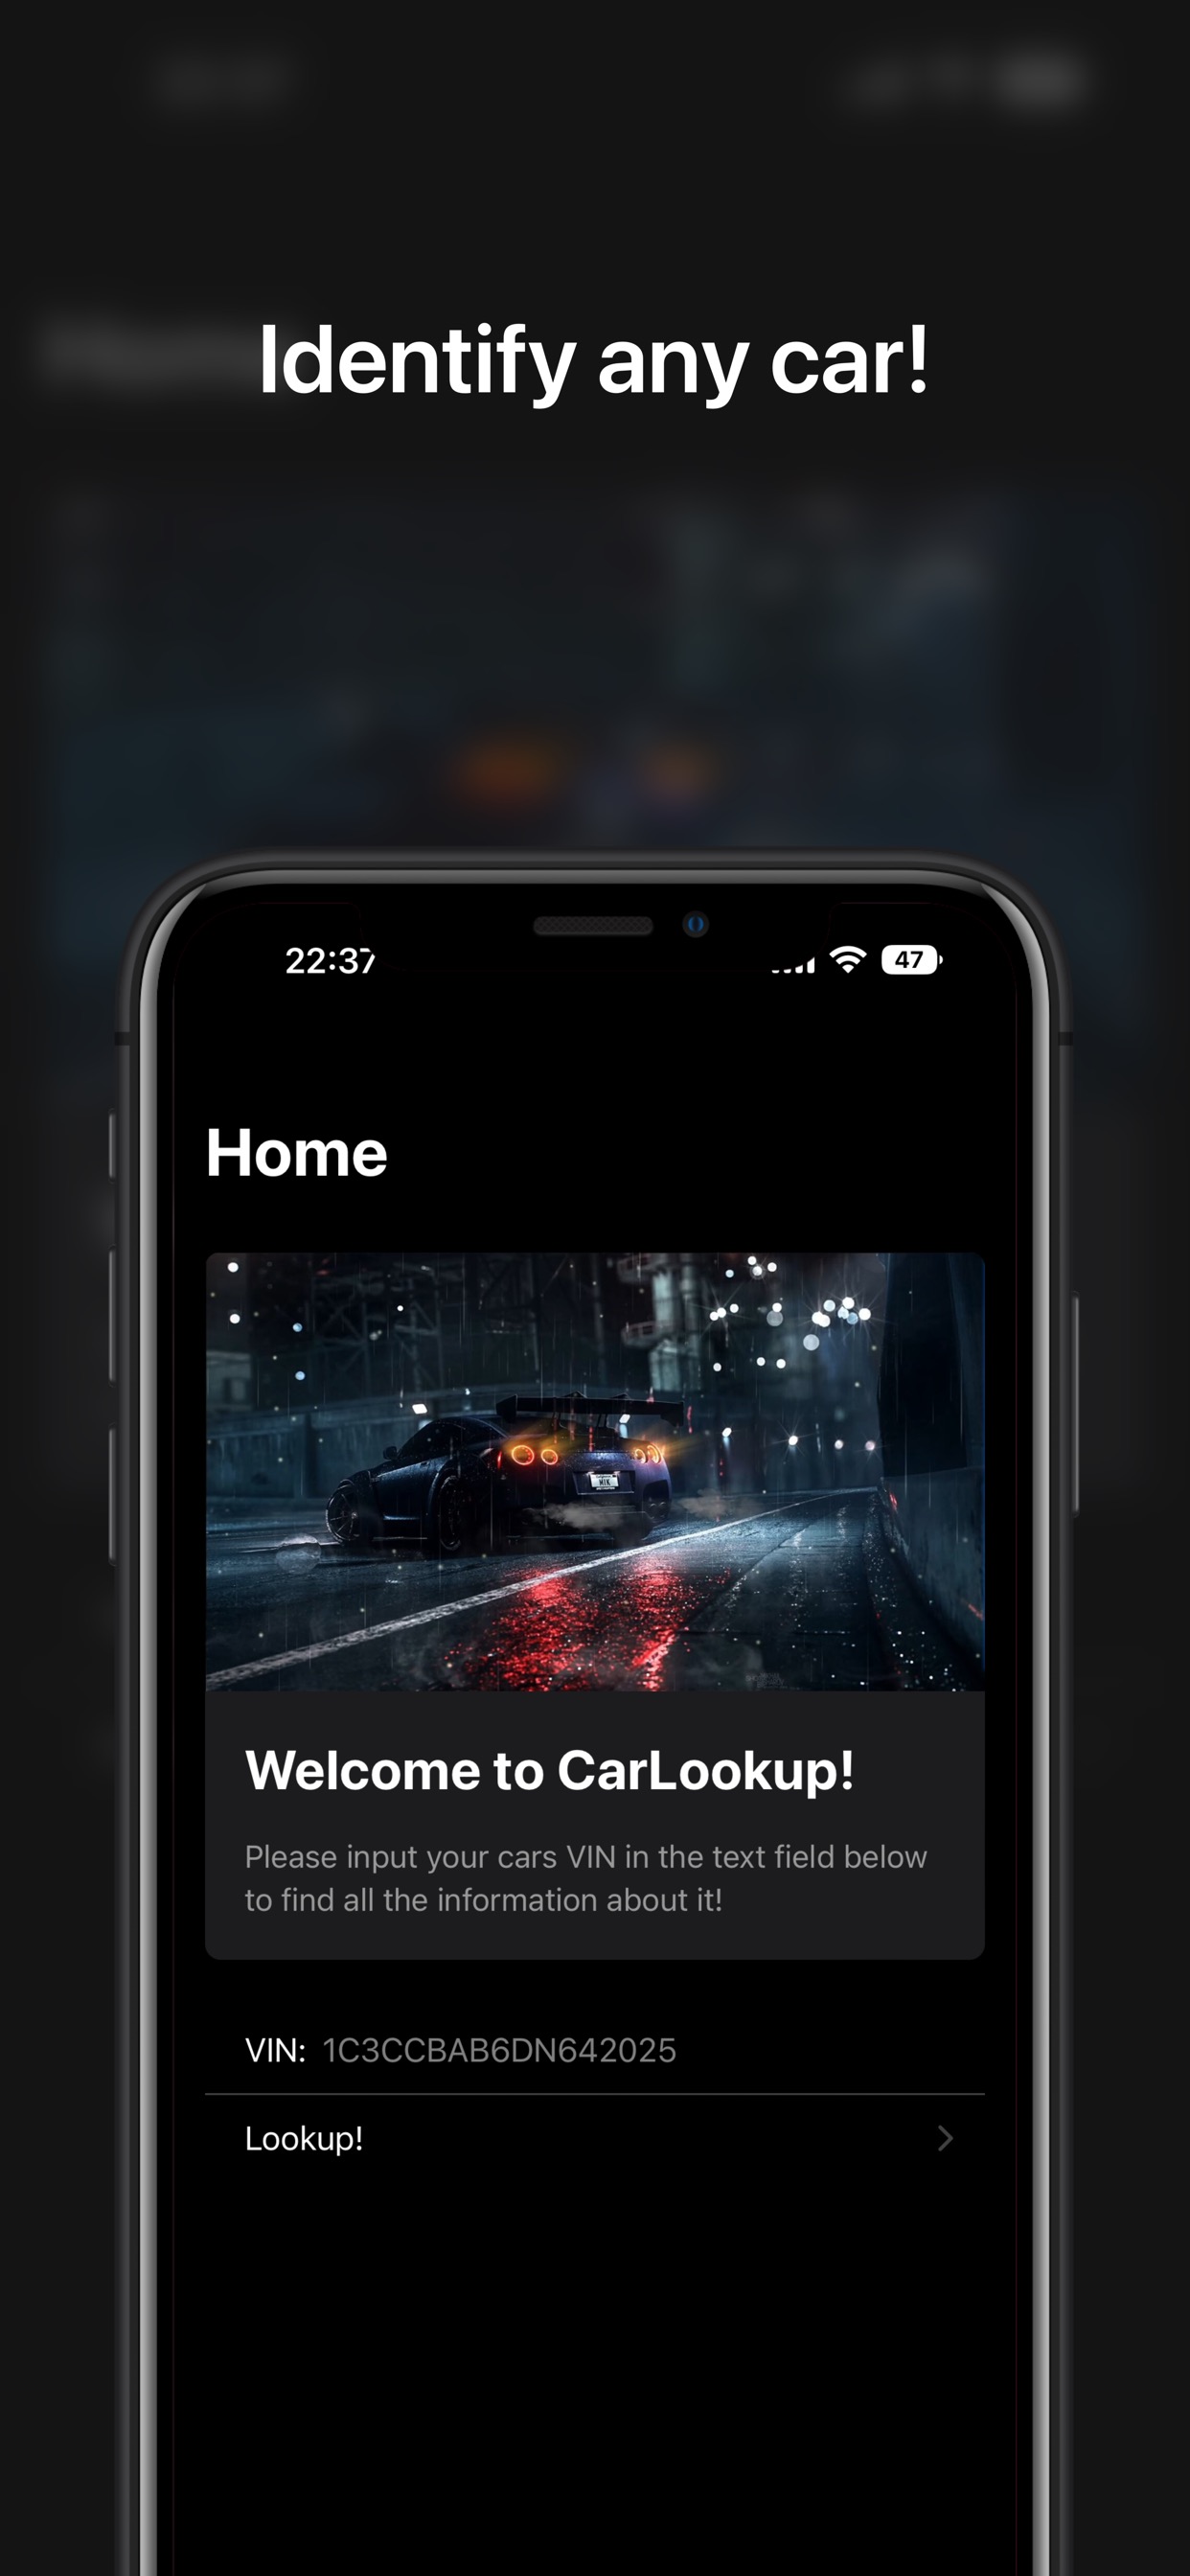 Identify any car!
22:37
47
Home
Welcome to CarLookup!
Please input your cars VIN in the text field below
to find all the information about it!
VIN: 1C3CCBAB6DN642025
Lookup!